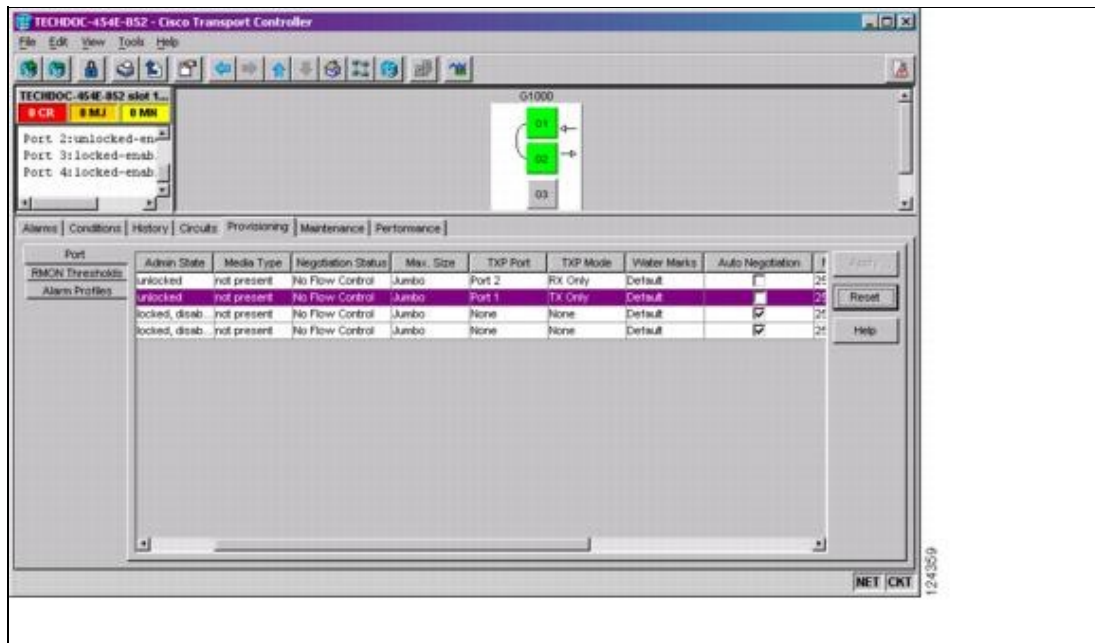 TECHDOC-454E-852 - Cisco Transport Controller
File Edit View Tools Help
TECHDOC-454E-852 slot 1...
0 CR 0 MJ 0 MN
Port 2:unlocked-en
Port 3:locked-enab.
Port 4:locked-enab.
G1000
01
02
03
Alarms Conditions History Circuits Provisioning Maintenance Performance
Port
RMON Thresholds
Alarm Profiles
Admin State Media Type Negotiation Status Max. Size TXP Port TXP Mode Water Marks Auto Negotiation
unlocked not present No Flow Control Jumbo Port 2 RX Only Default 25
unlocked not present No Flow Control Jumbo Port 1 TX Only Default 25
locked, disab... not present No Flow Control Jumbo None None Default 25
locked, disab... not present No Flow Control Jumbo None None Default 25
Apply
Reset
Help
NET CKT
124359